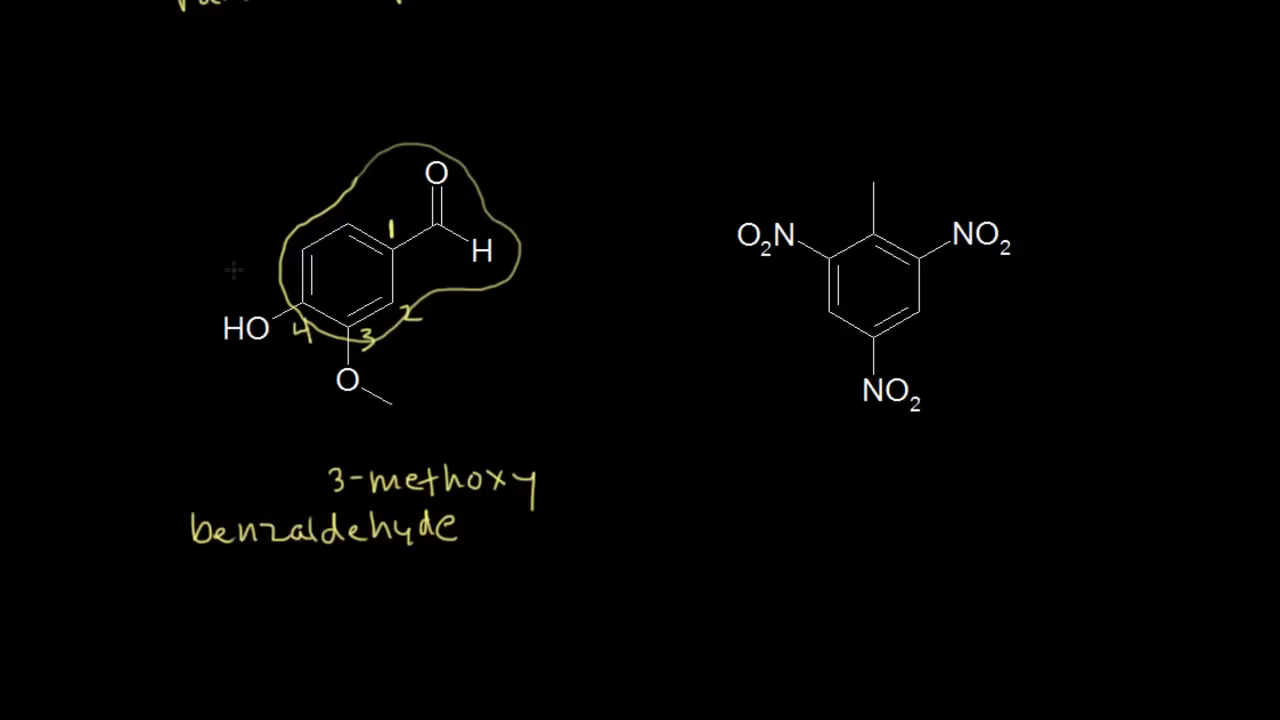 O
1
H
O₂N
NO₂
HO
4
3
2
O
NO₂
3-methoxy
benzaldehyde